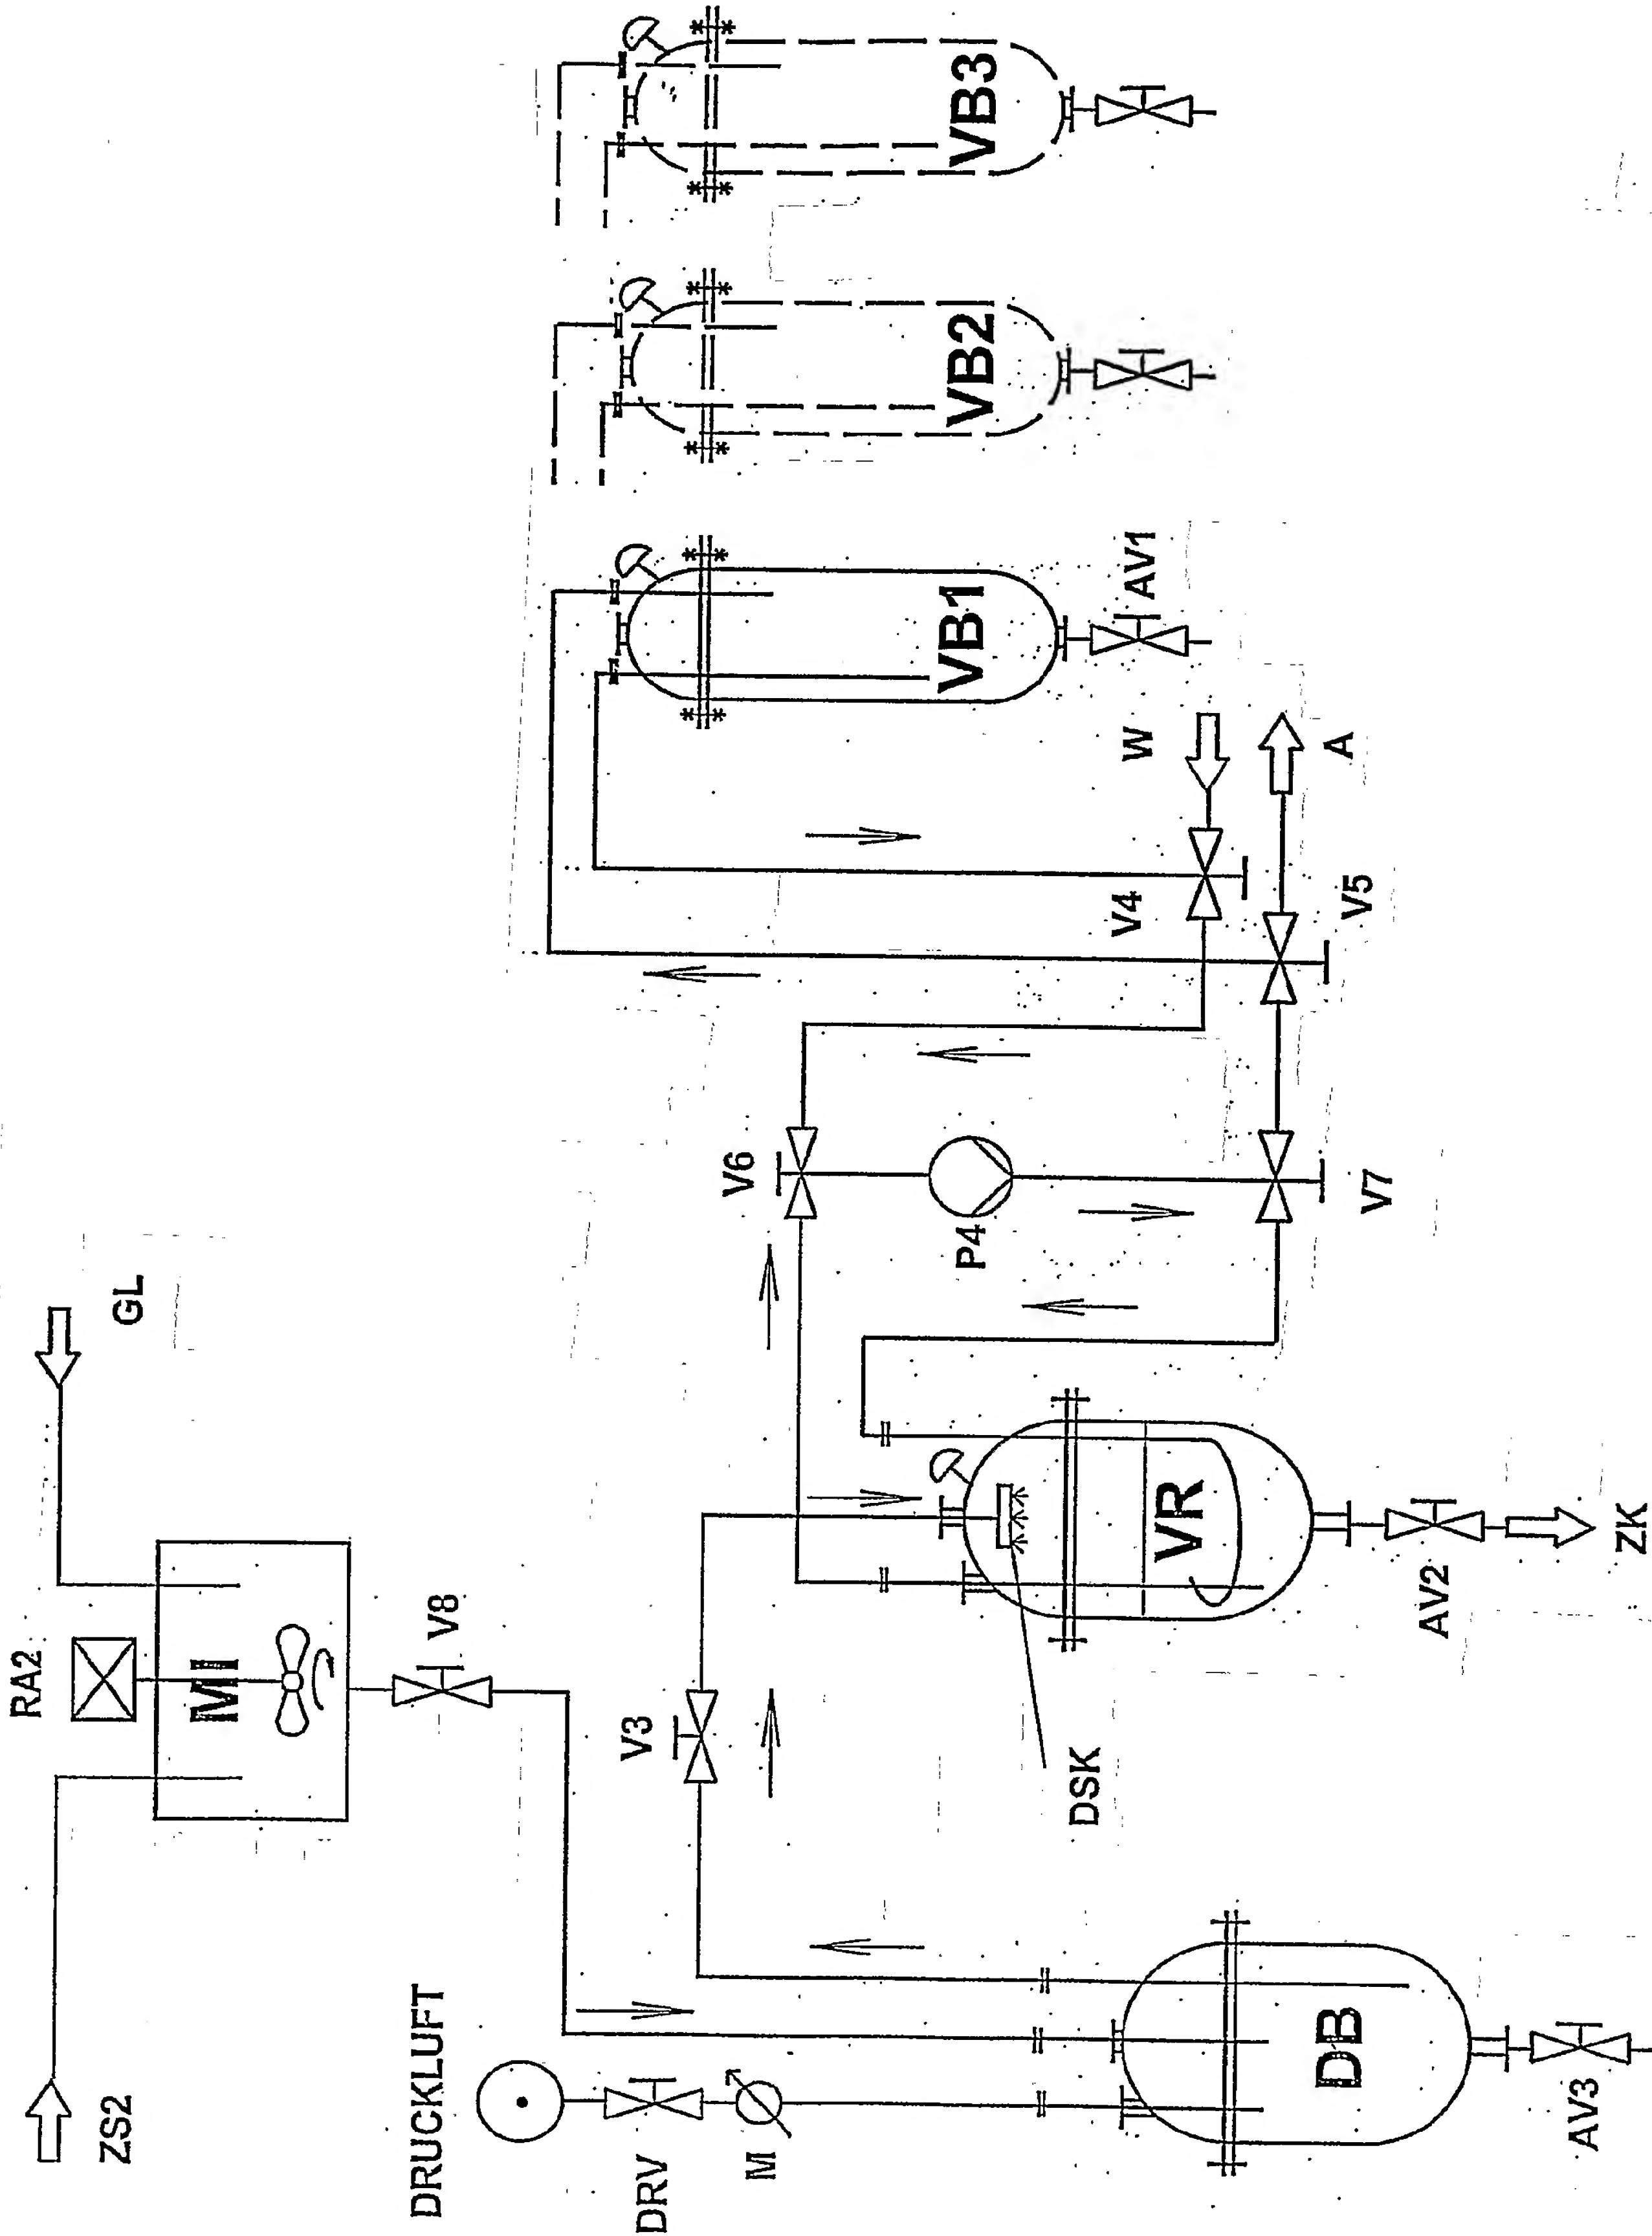 ZS2
RA2
GL
MI
V8
DRUCKLUFT
DRV
M
V3
V6
P4
V7
V4
V5
W
A
VB1
AV1
VB2
VB3
DSK
VR
AV2
ZK
DB
AV3